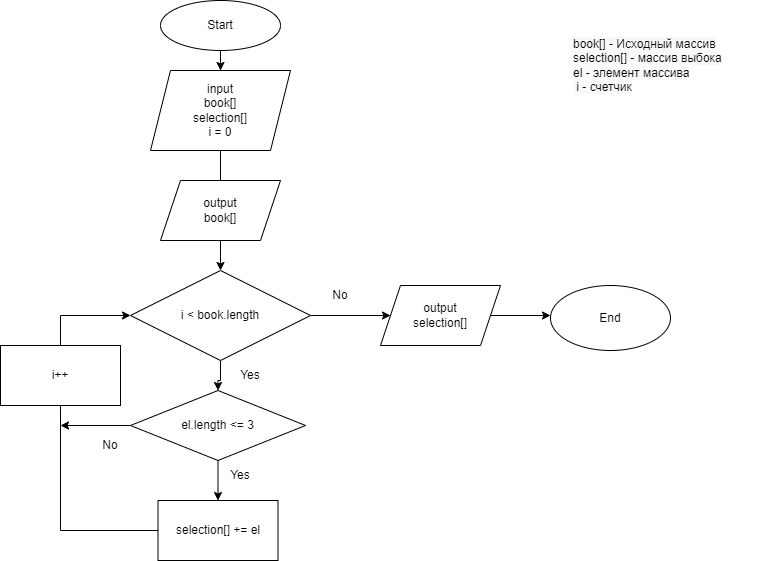 Start
book[] - Исходный массив
selection[] - массив выбока
el - элемент массива
i - счетчик
input
book[]
selection[]
i = 0
output
book[]
i < book.length
No
output
selection[]
End
i++
Yes
el.length <= 3
No
Yes
selection[] += el